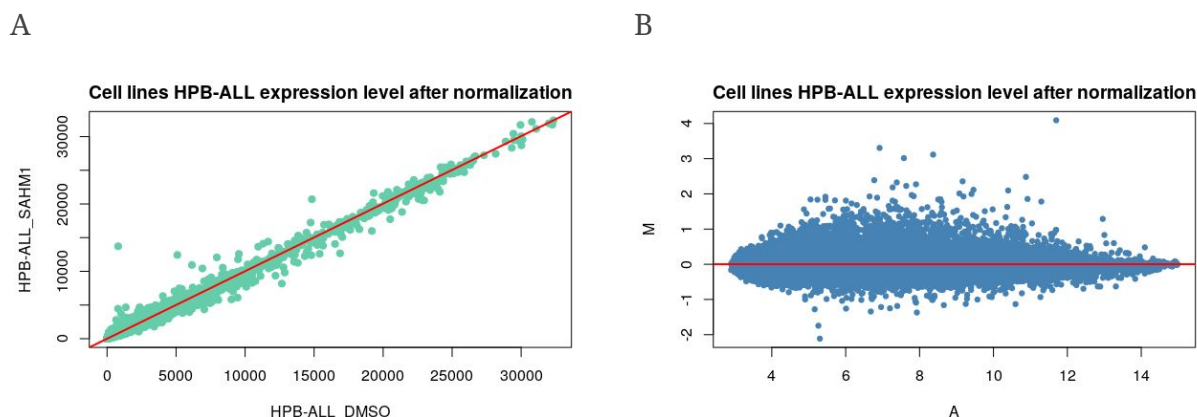 A
Cell lines HPB-ALL expression level after normalization
HPB-ALL_SAHM1
30000
20000
10000
0
0 5000 10000 15000 20000 25000 30000
HPB-ALL_DMSO
B
Cell lines HPB-ALL expression level after normalization
M
4
3
2
1
0
-1
-2
4 6 8 10 12 14
A